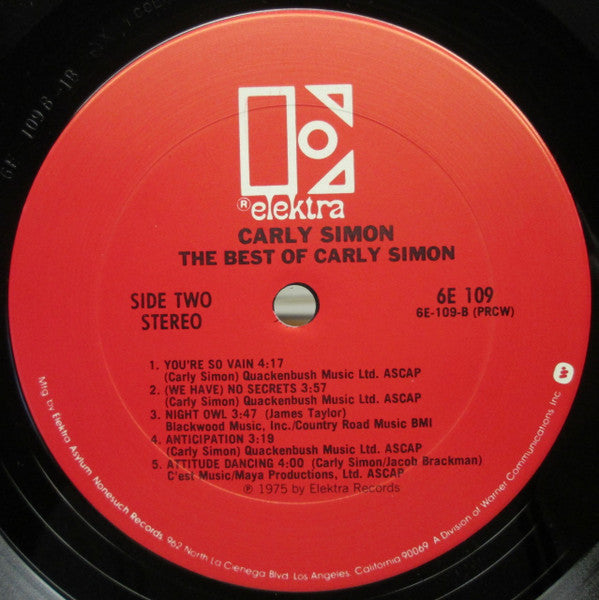 ® elektra
CARLY SIMON
THE BEST OF CARLY SIMON
SIDE TWO
STEREO
6E 109
6E-109-B (PRCW)
1. YOU'RE SO VAIN 4:17
(Carly Simon) Quackenbush Music Ltd. ASCAP
2. (WE HAVE) NO SECRETS 3:57
(Carly Simon) Quackenbush Music Ltd. ASCAP
3. NIGHT OWL 3:47 (James Taylor)
Blackwood Music, Inc./Country Road Music BMI
4. ANTICIPATION 3:19
(Carly Simon) Quackenbush Music Ltd. ASCAP
5. ATTITUDE DANCING 4:00 (Carly Simon/Jacob Brackman)
C'est Music/Maya Productions, Ltd. ASCAP
℗ 1975 by Elektra Records
Mfg. by Elektra Asylum Nonesuch Records, 962 North La Cienega Blvd. Los Angeles, California 90069 A Division of Warner Communications Inc.